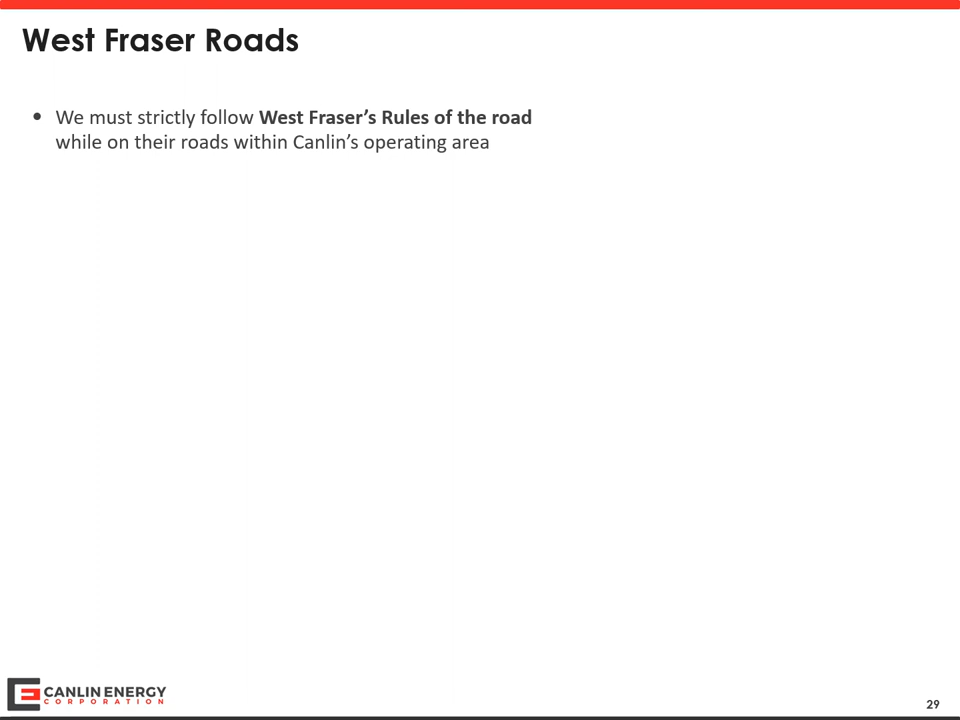 West Fraser Roads
• We must strictly follow West Fraser’s Rules of the road
while on their roads within Canlin’s operating area
CANLIN ENERGY
CORPORATION
29